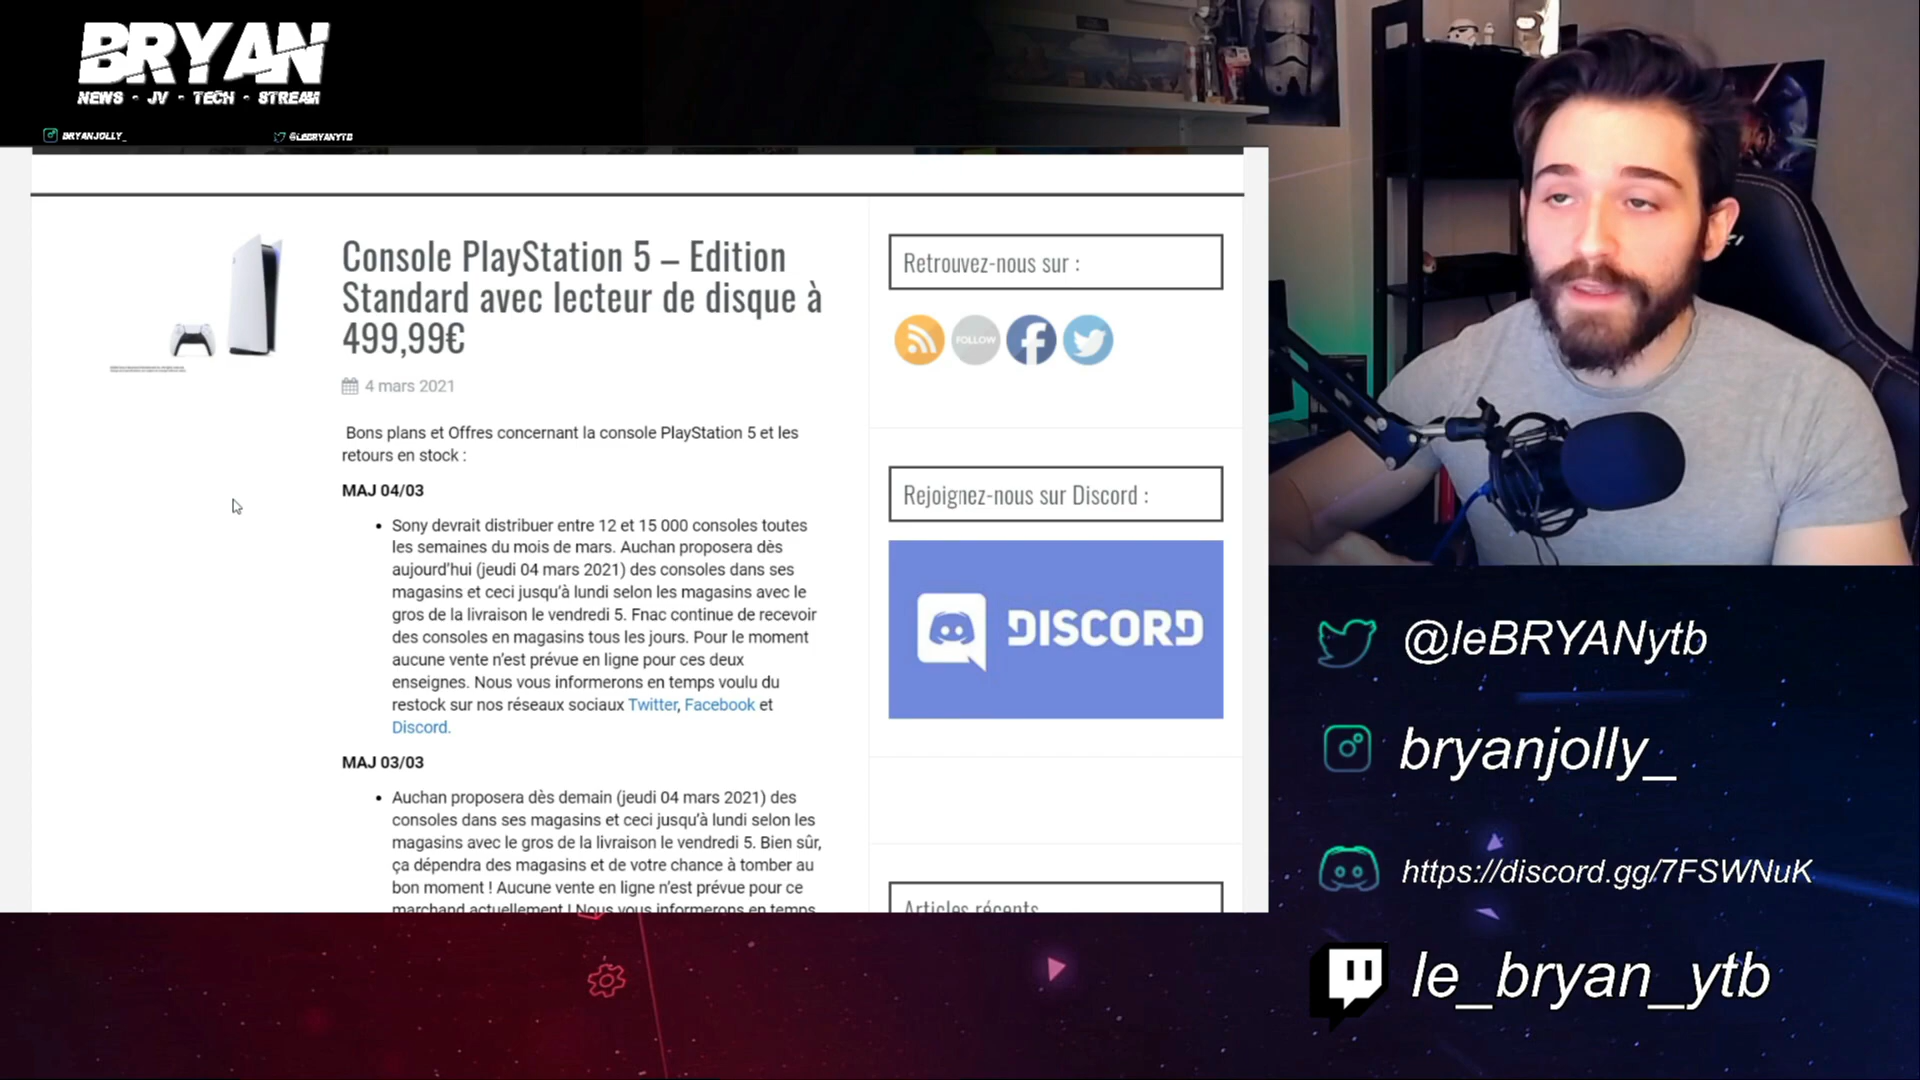 BRYAN
NEWS - JV - TECH - STREAM
BRYANJOLLY_
@LEBRYANYTB
Console PlayStation 5 – Edition
Standard avec lecteur de disque à
499,99€
4 mars 2021
Bons plans et Offres concernant la console PlayStation 5 et les
retours en stock :
MAJ 04/03
• Sony devrait distribuer entre 12 et 15 000 consoles toutes
les semaines du mois de mars. Auchan proposera dès
aujourd’hui (jeudi 04 mars 2021) des consoles dans ses
magasins et ceci jusqu’à lundi selon les magasins avec le
gros de la livraison le vendredi 5. Fnac continue de recevoir
des consoles en magasins tous les jours. Pour le moment
aucune vente n’est prévue en ligne pour ces deux
enseignes. Nous vous informerons en temps voulu du
restock sur nos réseaux sociaux Twitter, Facebook et
Discord.
MAJ 03/03
• Auchan proposera dès demain (jeudi 04 mars 2021) des
consoles dans ses magasins et ceci jusqu’à lundi selon les
magasins avec le gros de la livraison le vendredi 5. Bien sûr,
ça dépendra des magasins et de votre chance à tomber au
bon moment ! Aucune vente en ligne n’est prévue pour ce
marchand actuellement ! Nous vous informerons en temps
Retrouvez-nous sur :
FOLLOW
Rejoignez-nous sur Discord :
DISCORD
Articles récents
@leBRYANytb
bryanjolly_
https://discord.gg/7FSWNuK
le_bryan_ytb